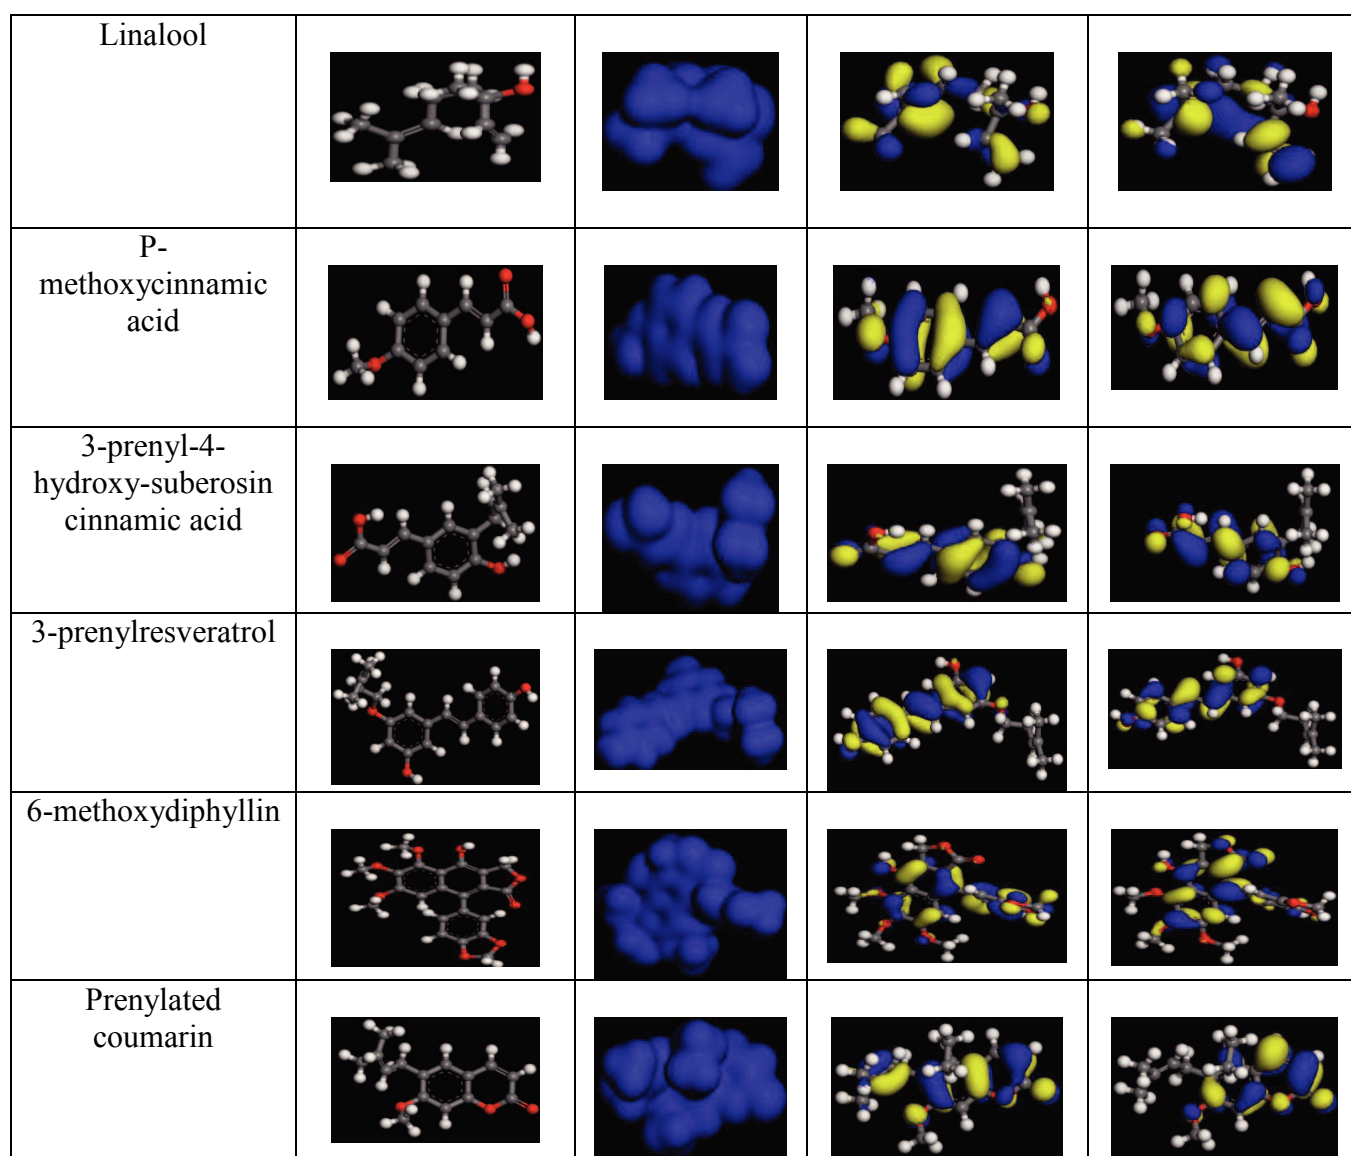 Linalool
P-
methoxycinnamic
acid
3-prenyl-4-
hydroxy-suberosin
cinnamic acid
3-prenylresveratrol
6-methoxydiphyllin
Prenylated
coumarin